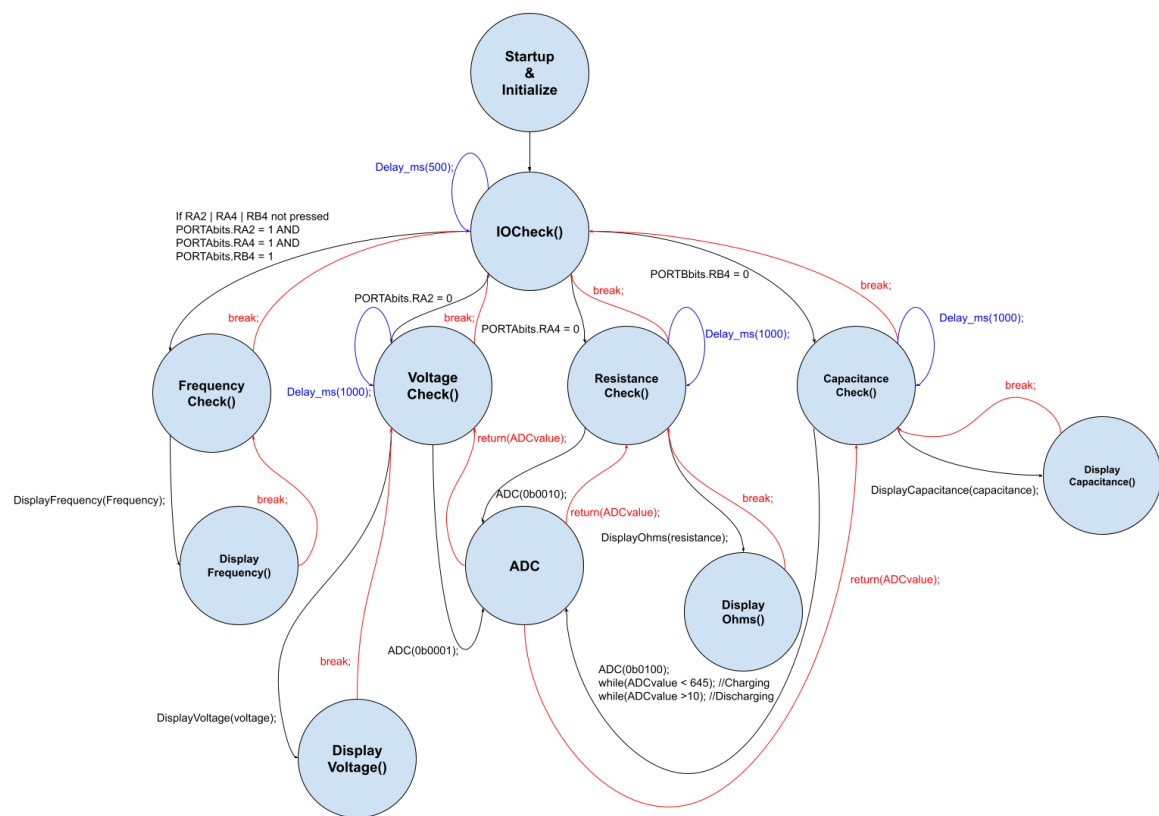 Startup
&
Initialize
Delay_ms(500);
IOCheck()
If RA2 | RA4 | RB4 not pressed
PORTAbits.RA2 = 1 AND
PORTAbits.RA4 = 1 AND
PORTAbits.RB4 = 1
PORTAbits.RA2 = 0
PORTBbits.RB4 = 0
break;
break;
break;
break;
PORTAbits.RA4 = 0
Delay_ms(1000);
Delay_ms(1000);
Delay_ms(1000);
Frequency
Check()
Voltage
Check()
Resistance
Check()
Capacitance
Check()
break;
return(ADCvalue);
Display
Capacitance()
DisplayCapacitance(capacitance);
DisplayFrequency(Frequency);
break;
ADC(0b0010);
return(ADCvalue);
break;
DisplayOhms(resistance);
Display
Frequency()
ADC
return(ADCvalue);
Display
Ohms()
ADC(0b0001);
break;
ADC(0b0100);
while(ADCvalue < 645); //Charging
while(ADCvalue >10); //Discharging
DisplayVoltage(voltage);
Display
Voltage()